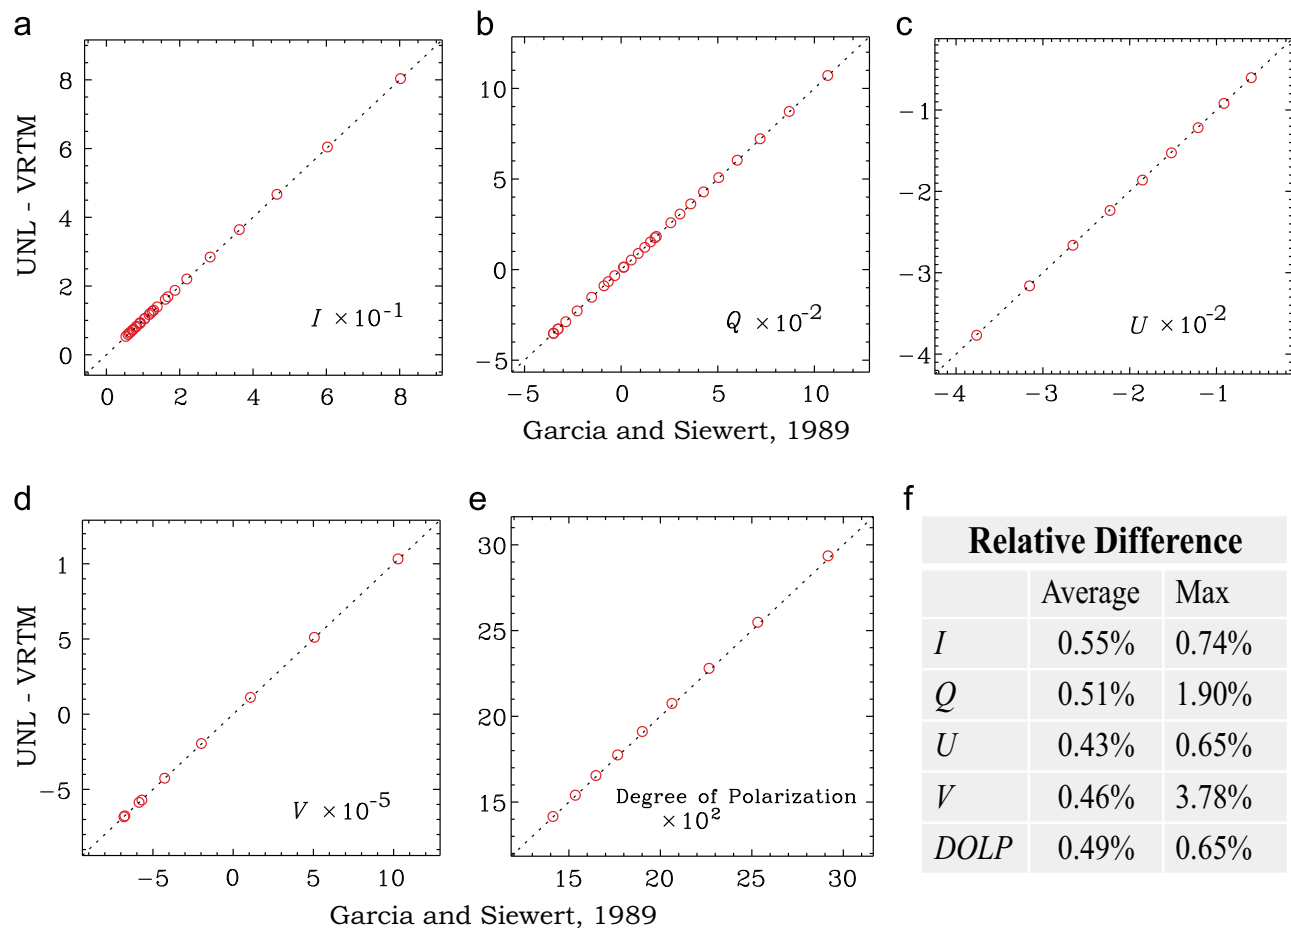 a
b
c
UNL - VRTM
8
6
4
2
0
0 2 4 6 8
I ×10-1
10
5
0
−5
−5 0 5 10
Q ×10-2
−1
−2
−3
−4
−4 −3 −2 −1
U ×10-2
Garcia and Siewert, 1989
d
e
f
UNL - VRTM
1
5
0
−5
−5 0 5 10
V ×10-5
30
25
20
15
15 20 25 30
Degree of Polarization
×102
Garcia and Siewert, 1989
Relative Difference
Average Max
I 0.55% 0.74%
Q 0.51% 1.90%
U 0.43% 0.65%
V 0.46% 3.78%
DOLP 0.49% 0.65%